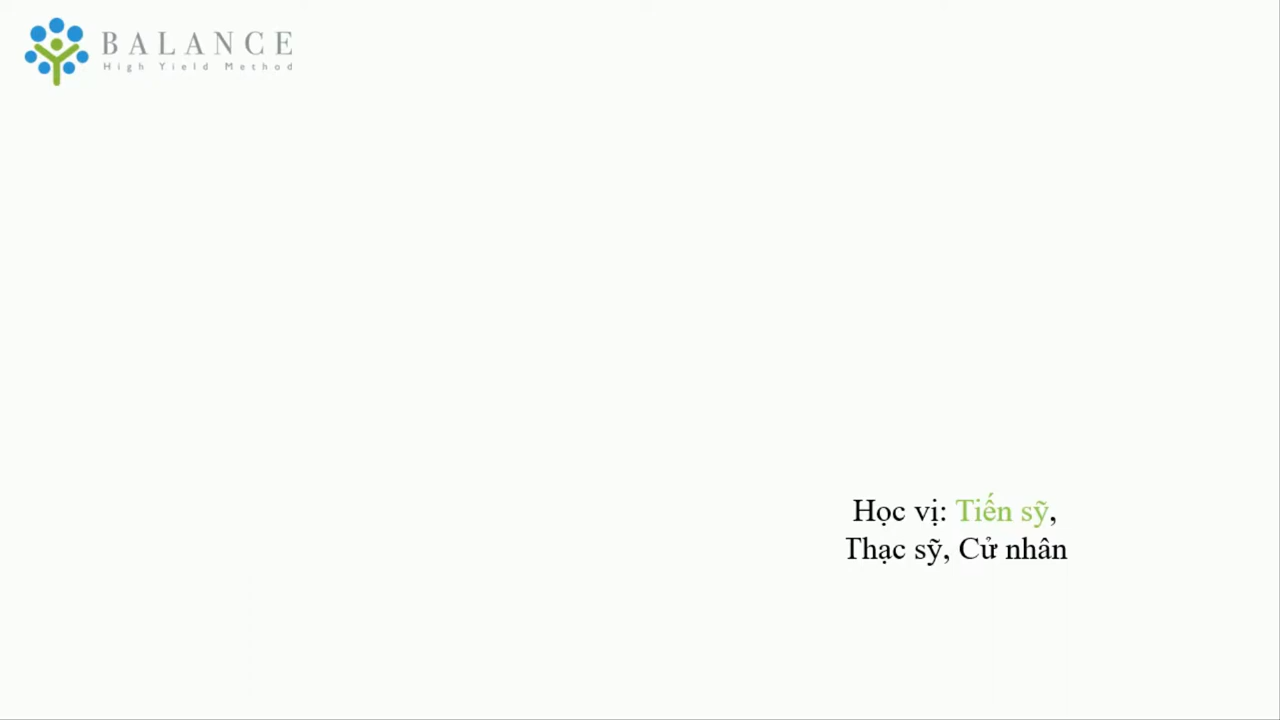 BALANCE
High Yield Method
Học vị: Tiến sỹ,
Thạc sỹ, Cử nhân